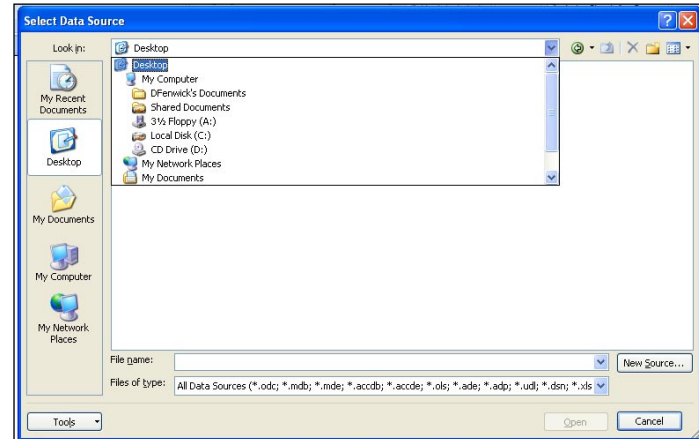 Select Data Source
Look in: Desktop
Desktop
My Computer
DFenwick's Documents
Shared Documents
3½ Floppy (A:)
Local Disk (C:)
CD Drive (D:)
My Network Places
My Documents
My Recent
Documents
Desktop
My Documents
My Computer
My Network
Places
File name:
New Source...
Files of type: All Data Sources (*.odc; *.mdb; *.mde; *.accdb; *.accde; *.ols; *.ade; *.adp; *.udl; *.dsn; *.xls
Tools
Open
Cancel